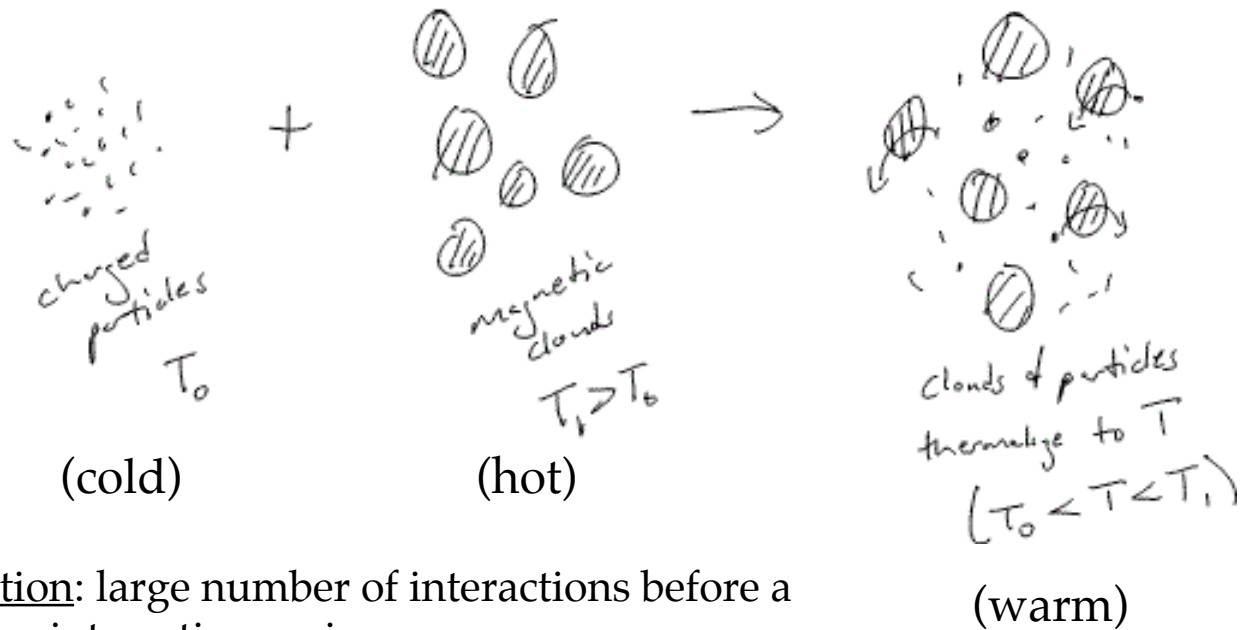 +
charged
particles
T₀
(cold)
magnetic
clouds
T₁ > T₀
(hot)
clouds & particles
thermalize to T
(T₀ < T < T₁)
(warm)
tion: large number of interactions before a